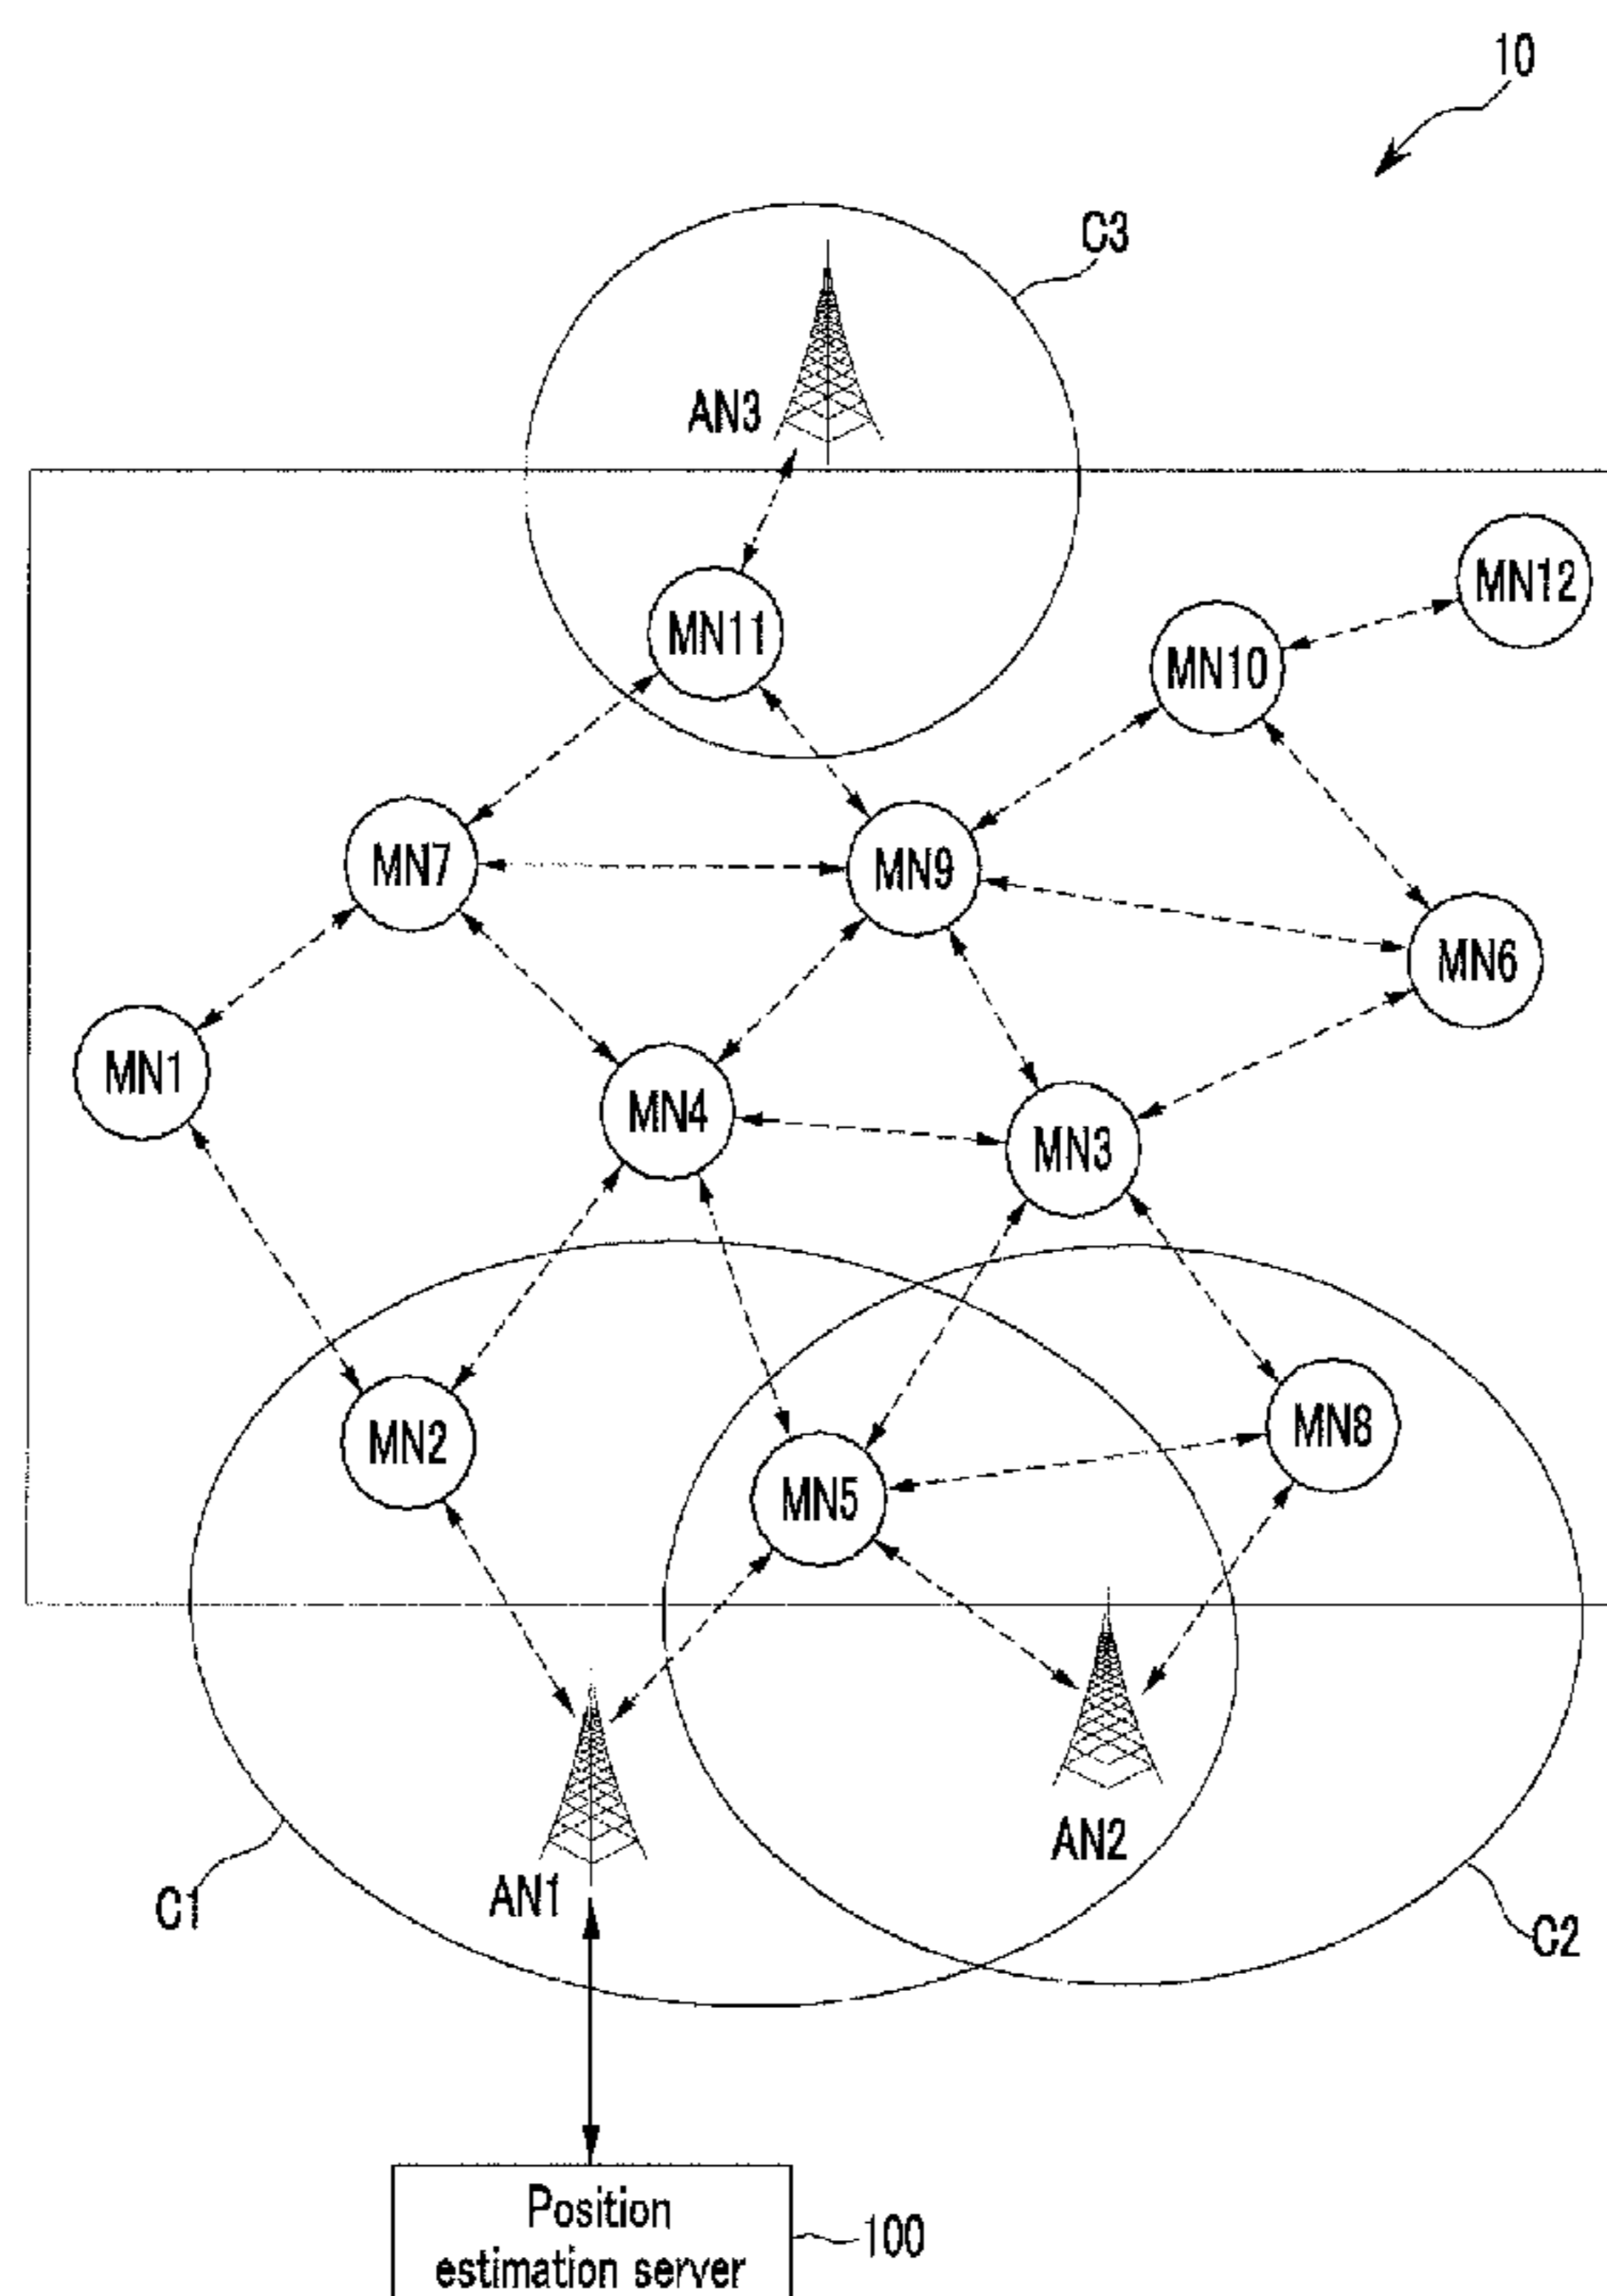 10
C3
AN3
MN12
MN11
MN10
MN7
MN9
MN6
MN1
MN4
MN3
MN2
MN8
MN5
AN2
AN1
C1
C2
Position
estimation server
100